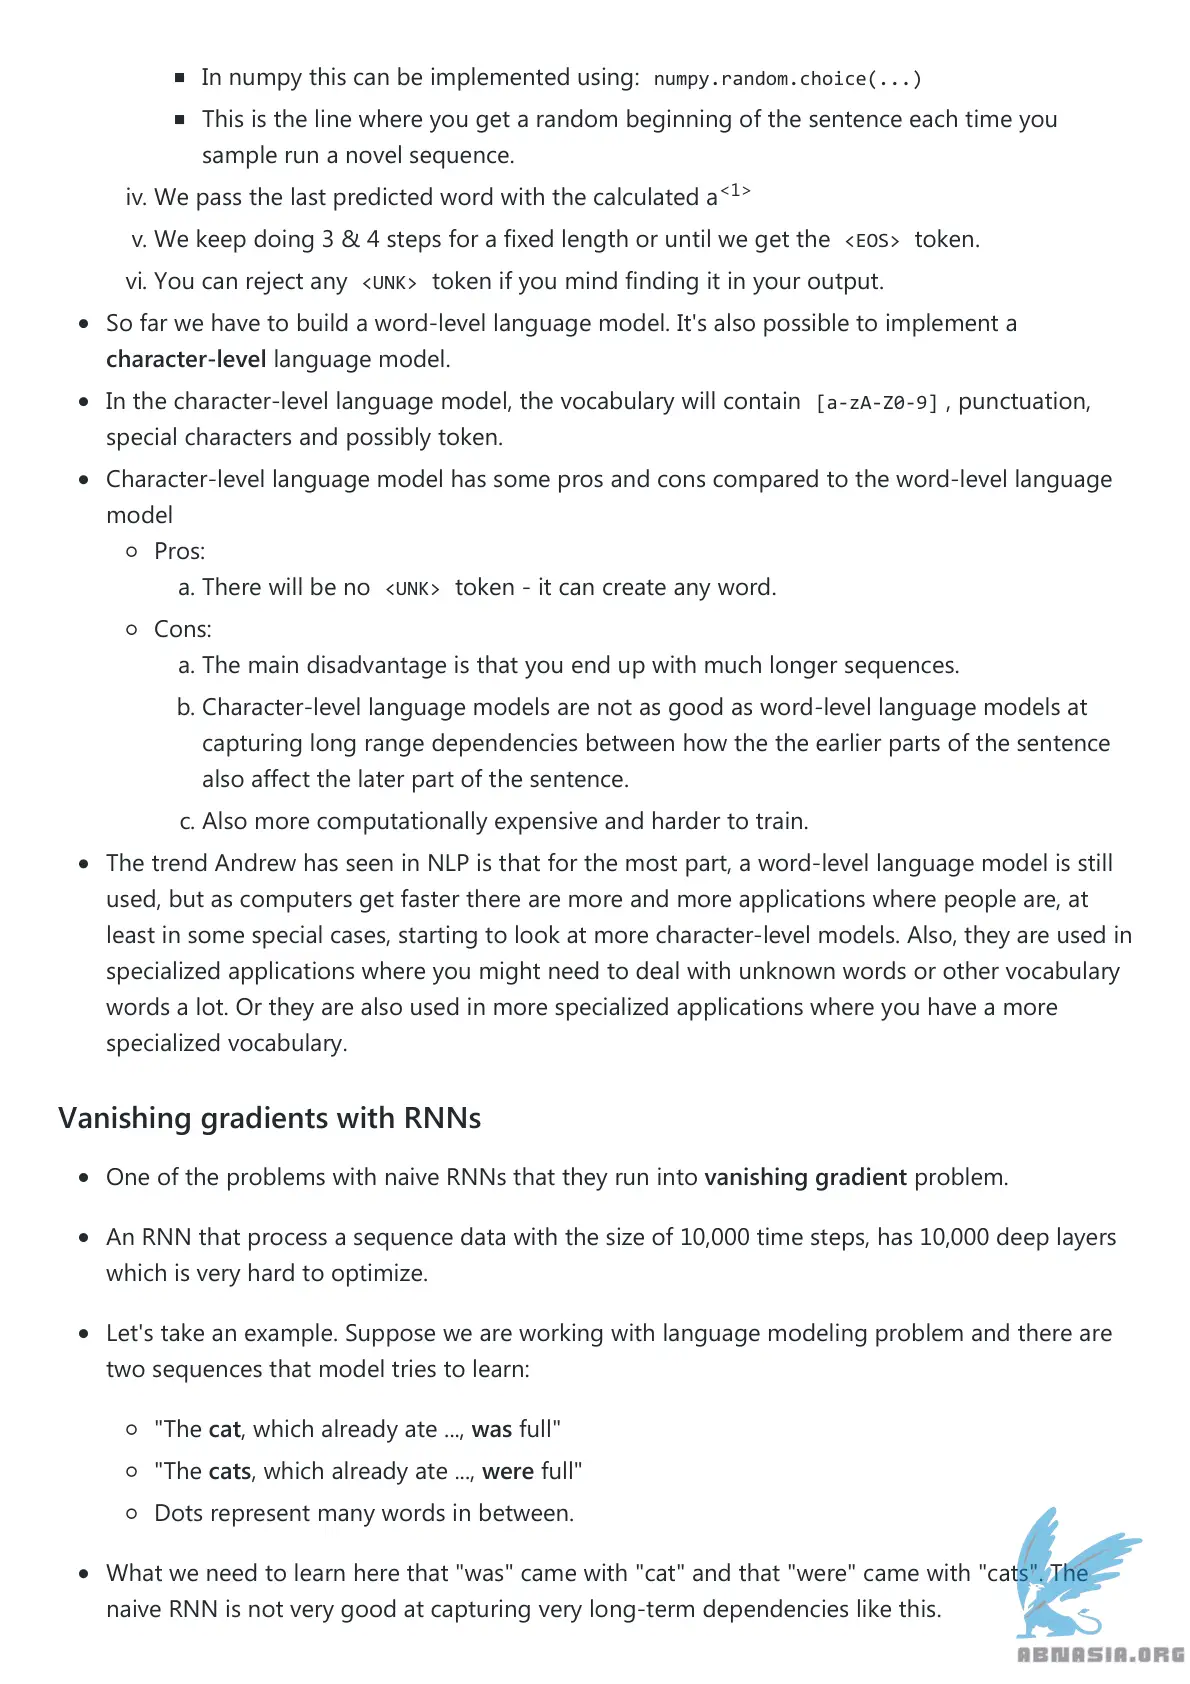 ▪ In numpy this can be implemented using: numpy.random.choice(...)
▪ This is the line where you get a random beginning of the sentence each time you
sample run a novel sequence.
iv. We pass the last predicted word with the calculated a<1>
v. We keep doing 3 & 4 steps for a fixed length or until we get the <EOS> token.
vi. You can reject any <UNK> token if you mind finding it in your output.
• So far we have to build a word-level language model. It's also possible to implement a
character-level language model.
• In the character-level language model, the vocabulary will contain [a-zA-Z0-9] , punctuation,
special characters and possibly token.
• Character-level language model has some pros and cons compared to the word-level language
model
○ Pros:
a. There will be no <UNK> token - it can create any word.
○ Cons:
a. The main disadvantage is that you end up with much longer sequences.
b. Character-level language models are not as good as word-level language models at
capturing long range dependencies between how the the earlier parts of the sentence
also affect the later part of the sentence.
c. Also more computationally expensive and harder to train.
• The trend Andrew has seen in NLP is that for the most part, a word-level language model is still
used, but as computers get faster there are more and more applications where people are, at
least in some special cases, starting to look at more character-level models. Also, they are used in
specialized applications where you might need to deal with unknown words or other vocabulary
words a lot. Or they are also used in more specialized applications where you have a more
specialized vocabulary.
Vanishing gradients with RNNs
• One of the problems with naive RNNs that they run into vanishing gradient problem.
• An RNN that process a sequence data with the size of 10,000 time steps, has 10,000 deep layers
which is very hard to optimize.
• Let's take an example. Suppose we are working with language modeling problem and there are
two sequences that model tries to learn:
○ "The cat, which already ate ..., was full"
○ "The cats, which already ate ..., were full"
○ Dots represent many words in between.
• What we need to learn here that "was" came with "cat" and that "were" came with "cats". The
naive RNN is not very good at capturing very long-term dependencies like this.
ABNASIA.ORG